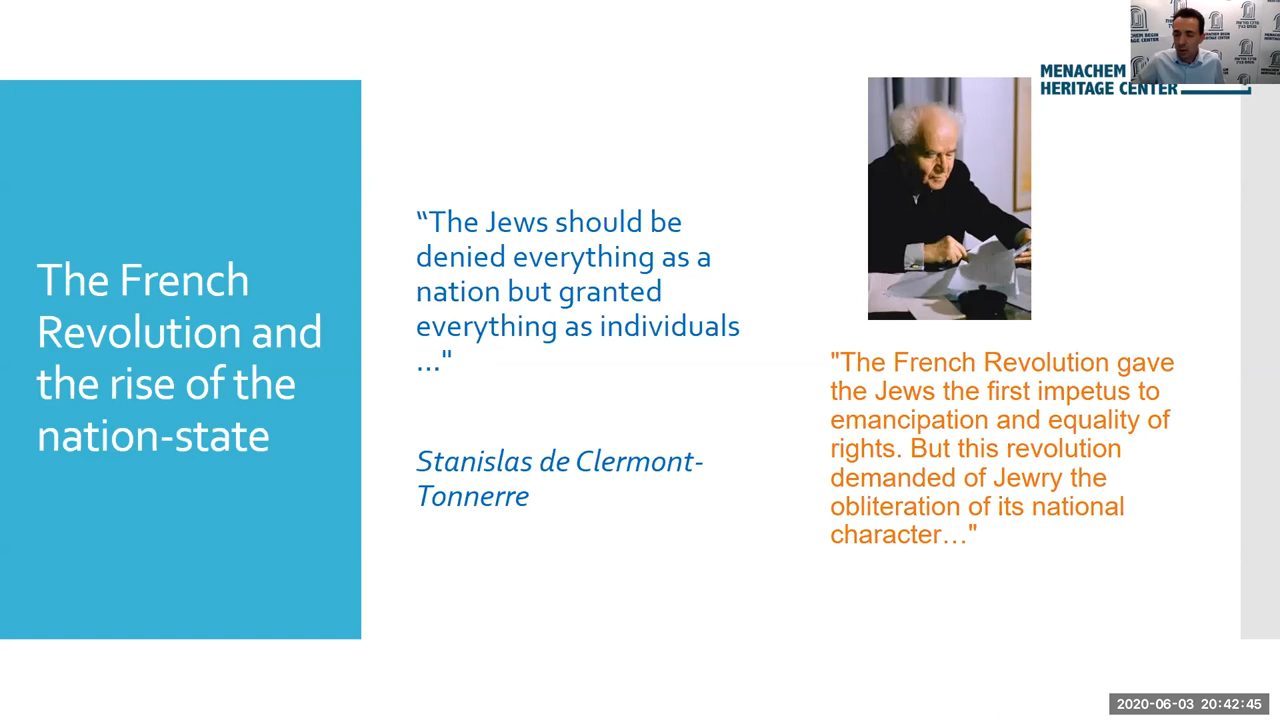 The French
Revolution and
the rise of the
nation-state
“The Jews should be
denied everything as a
nation but granted
everything as individuals
..."
Stanislas de Clermont-
Tonnerre
MENACHEM
HERITAGE CENTER
"The French Revolution gave
the Jews the first impetus to
emancipation and equality of
rights. But this revolution
demanded of Jewry the
obliteration of its national
character…"
2020-06-03 20:42:45